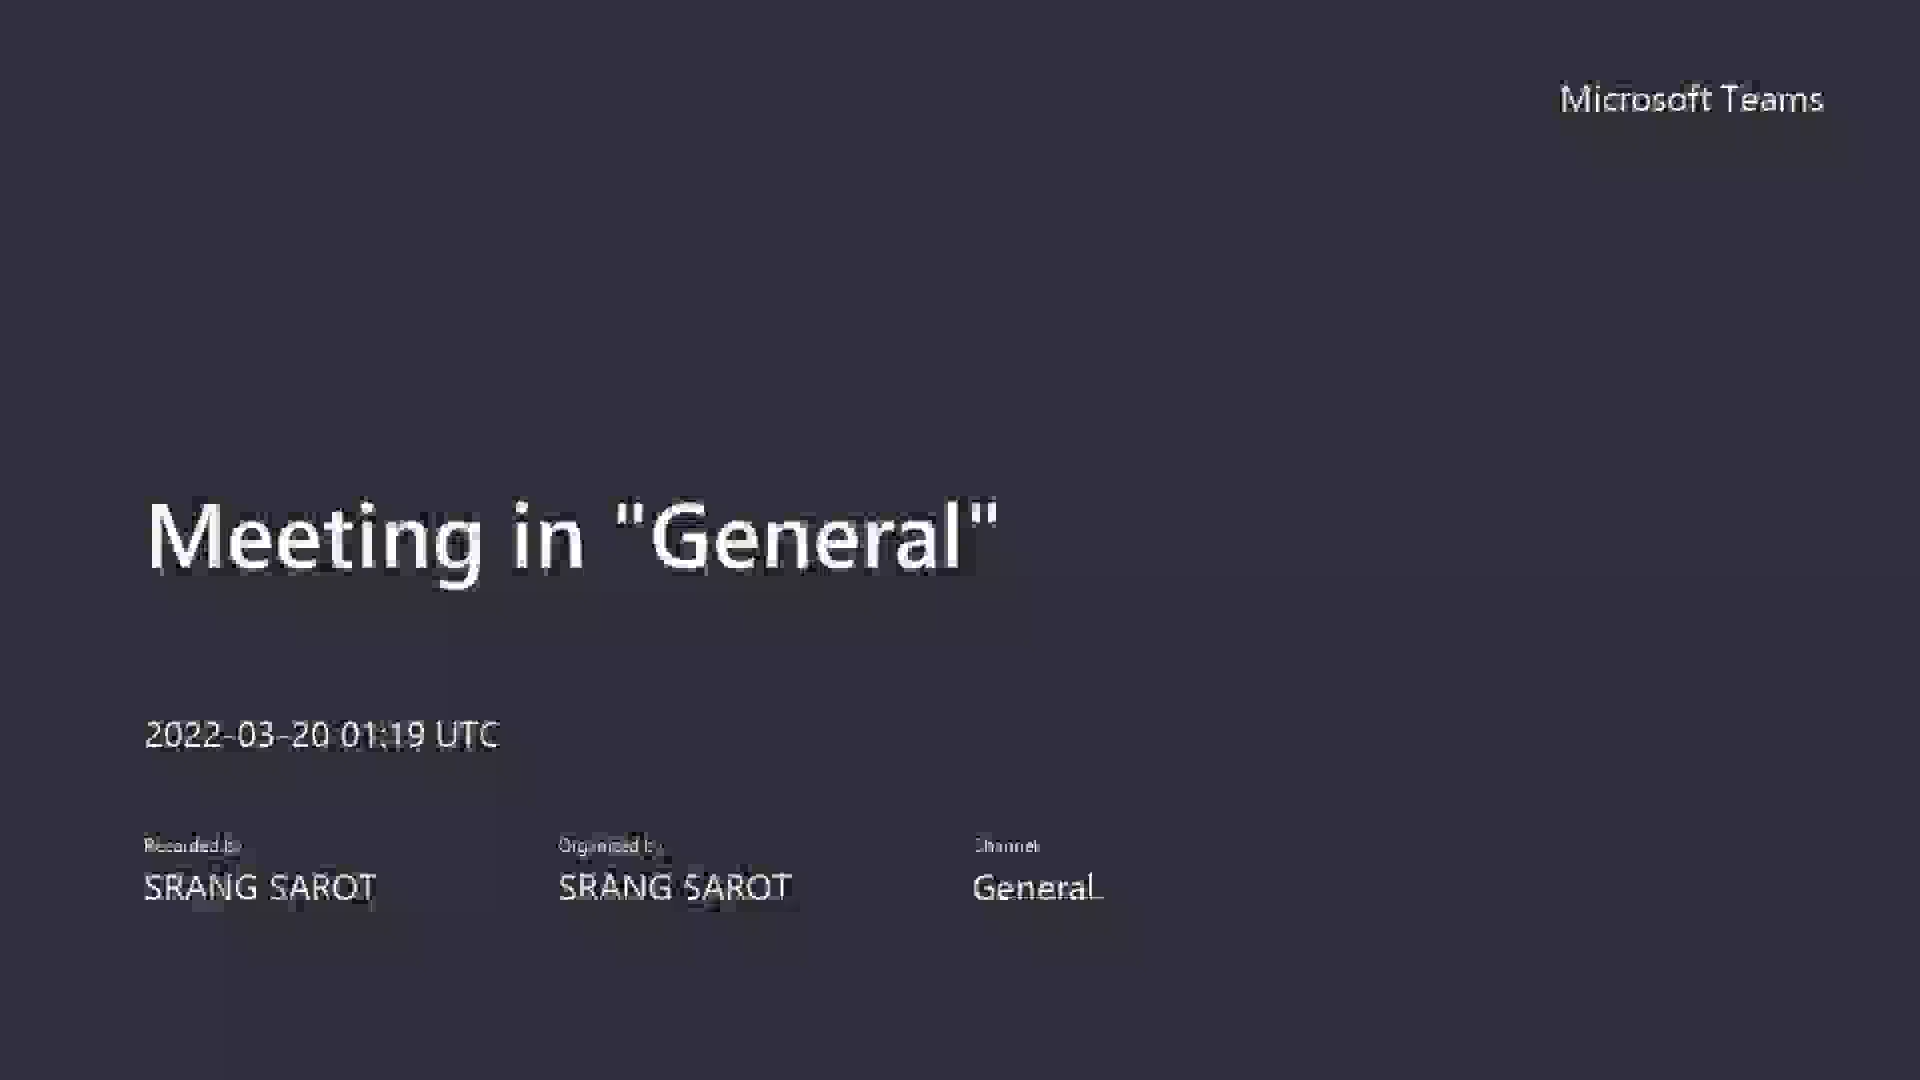 Microsoft Teams
Meeting in "General"
2022-03-20 01:19 UTC
Recorded by
Organized by
Channel
SRANG SAROT
SRANG SAROT
General